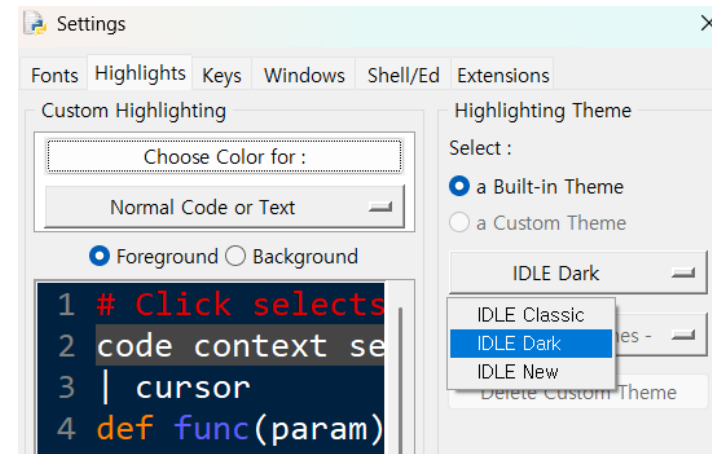 Settings
Fonts Highlights Keys Windows Shell/Ed Extensions
Custom Highlighting
Choose Color for :
Normal Code or Text
Foreground Background
1 # Click selects
2 code context se
3 | cursor
4 def func(param)
Highlighting Theme
Select :
a Built-in Theme
a Custom Theme
IDLE Dark
IDLE Classic
IDLE Dark
IDLE New
Delete Custom Theme